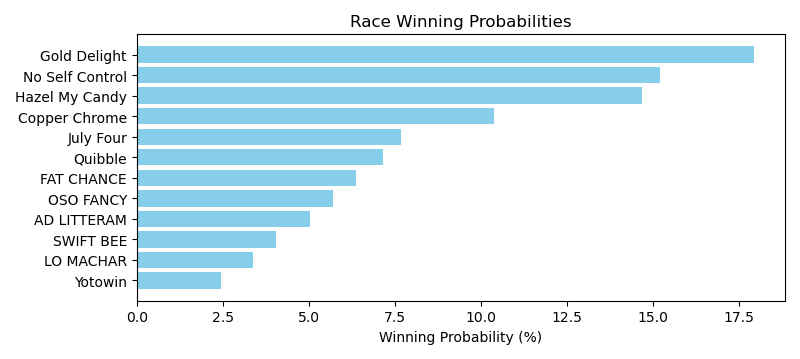 Race Winning Probabilities
Gold Delight
No Self Control
Hazel My Candy
Copper Chrome
July Four
Quibble
FAT CHANCE
OSO FANCY
AD LITTERAM
SWIFT BEE
LO MACHAR
Yotowin
0.0 2.5 5.0 7.5 10.0 12.5 15.0 17.5
Winning Probability (%)